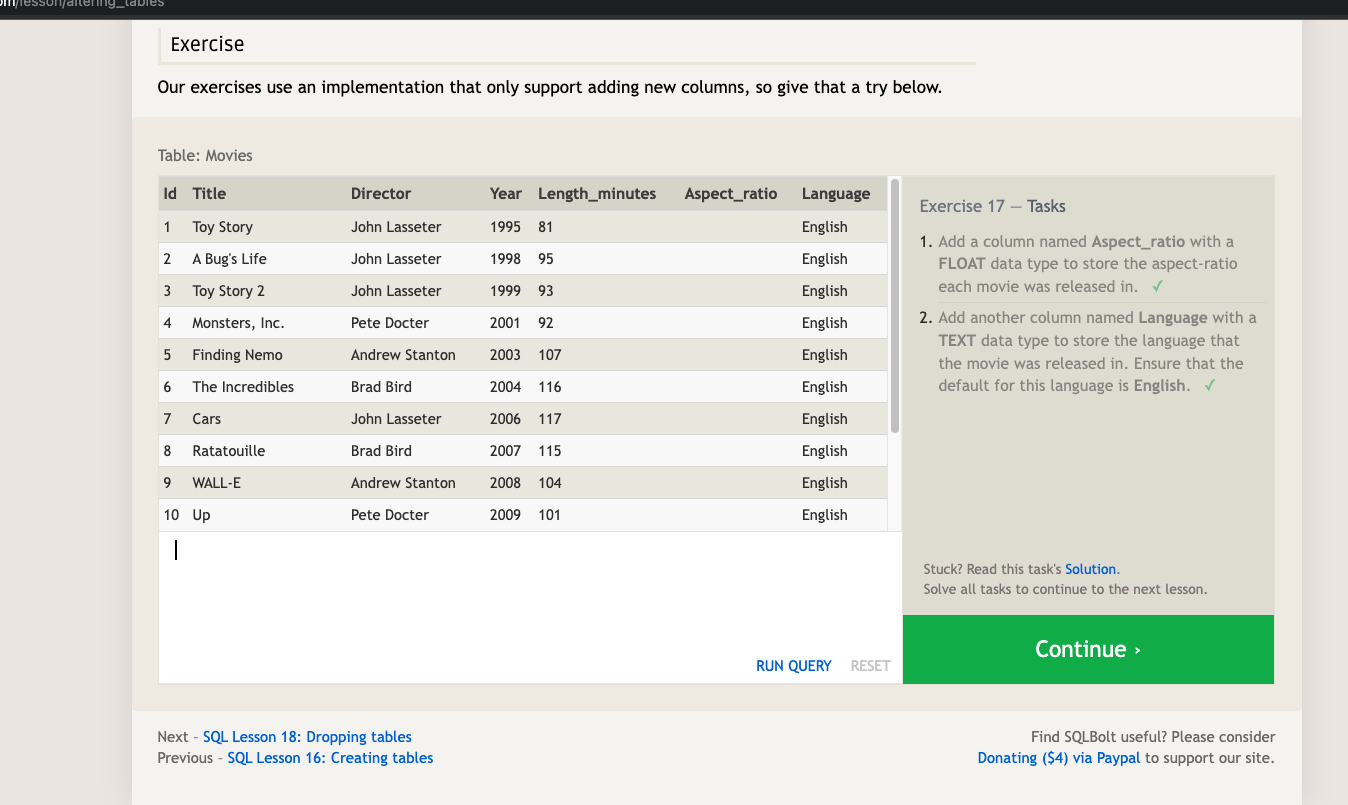 om/lesson/altering_tables
Exercise
Our exercises use an implementation that only support adding new columns, so give that a try below.
Table: Movies
Id Title Director Year Length_minutes Aspect_ratio Language
1 Toy Story John Lasseter 1995 81 English
2 A Bug's Life John Lasseter 1998 95 English
3 Toy Story 2 John Lasseter 1999 93 English
4 Monsters, Inc. Pete Docter 2001 92 English
5 Finding Nemo Andrew Stanton 2003 107 English
6 The Incredibles Brad Bird 2004 116 English
7 Cars John Lasseter 2006 117 English
8 Ratatouille Brad Bird 2007 115 English
9 WALL-E Andrew Stanton 2008 104 English
10 Up Pete Docter 2009 101 English
RUN QUERY RESET
Exercise 17 — Tasks
1. Add a column named Aspect_ratio with a
FLOAT data type to store the aspect-ratio
each movie was released in. ✓
2. Add another column named Language with a
TEXT data type to store the language that
the movie was released in. Ensure that the
default for this language is English. ✓
Stuck? Read this task's Solution.
Solve all tasks to continue to the next lesson.
Continue ›
Next – SQL Lesson 18: Dropping tables
Previous – SQL Lesson 16: Creating tables
Find SQLBolt useful? Please consider
Donating ($4) via Paypal to support our site.